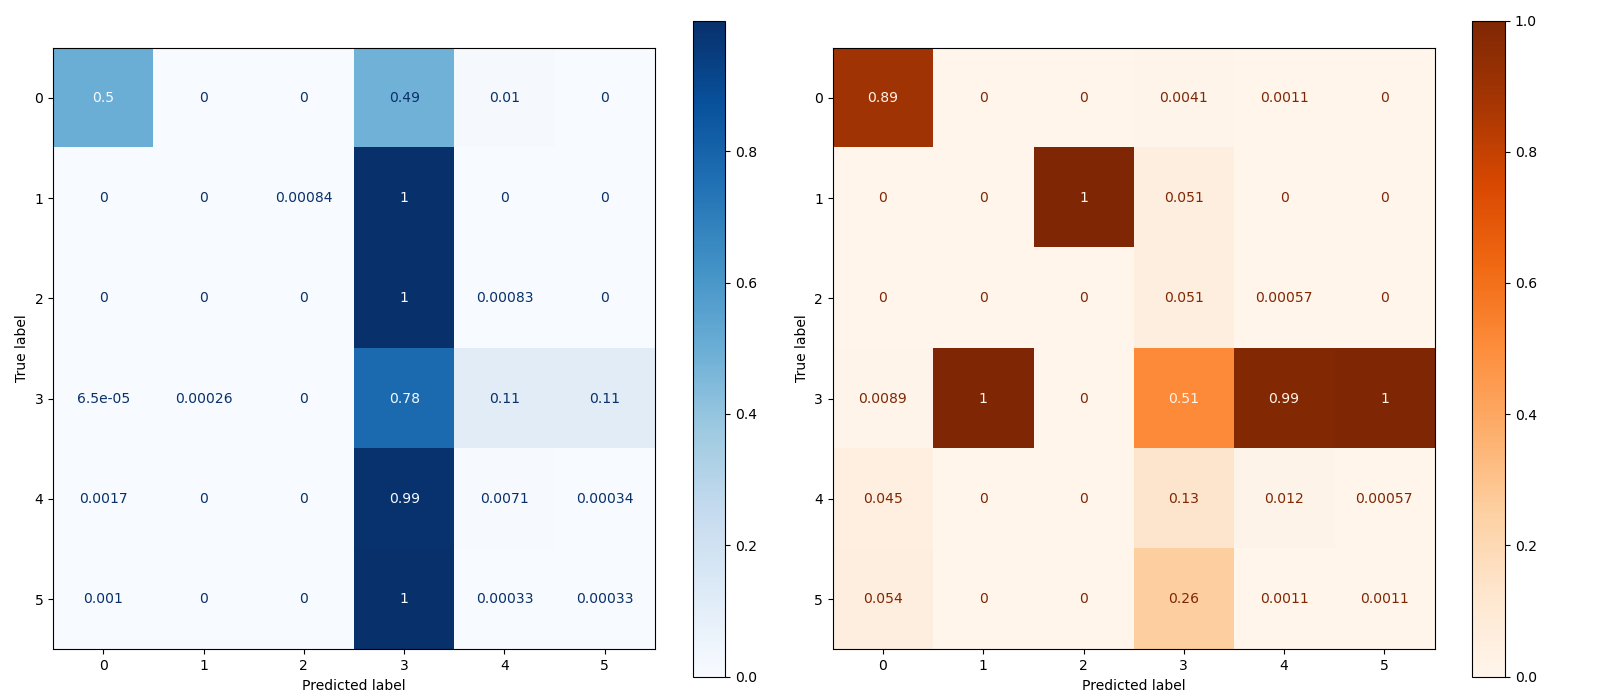 0 0.5 0 0 0.49 0.01 0
1 0 0 0.00084 1 0 0
2 0 0 0 1 0.00083 0
3 6.5e-05 0.00026 0 0.78 0.11 0.11
4 0.0017 0 0 0.99 0.0071 0.00034
5 0.001 0 0 1 0.00033 0.00033
0 1 2 3 4 5
Predicted label
True label
0.8
0.6
0.4
0.2
0.0
0 0.89 0 0 0.0041 0.0011 0
1 0 0 1 0.051 0 0
2 0 0 0 0.051 0.00057 0
3 0.0089 1 0 0.51 0.99 1
4 0.045 0 0 0.13 0.012 0.00057
5 0.054 0 0 0.26 0.0011 0.0011
0 1 2 3 4 5
Predicted label
True label
1.0
0.8
0.6
0.4
0.2
0.0